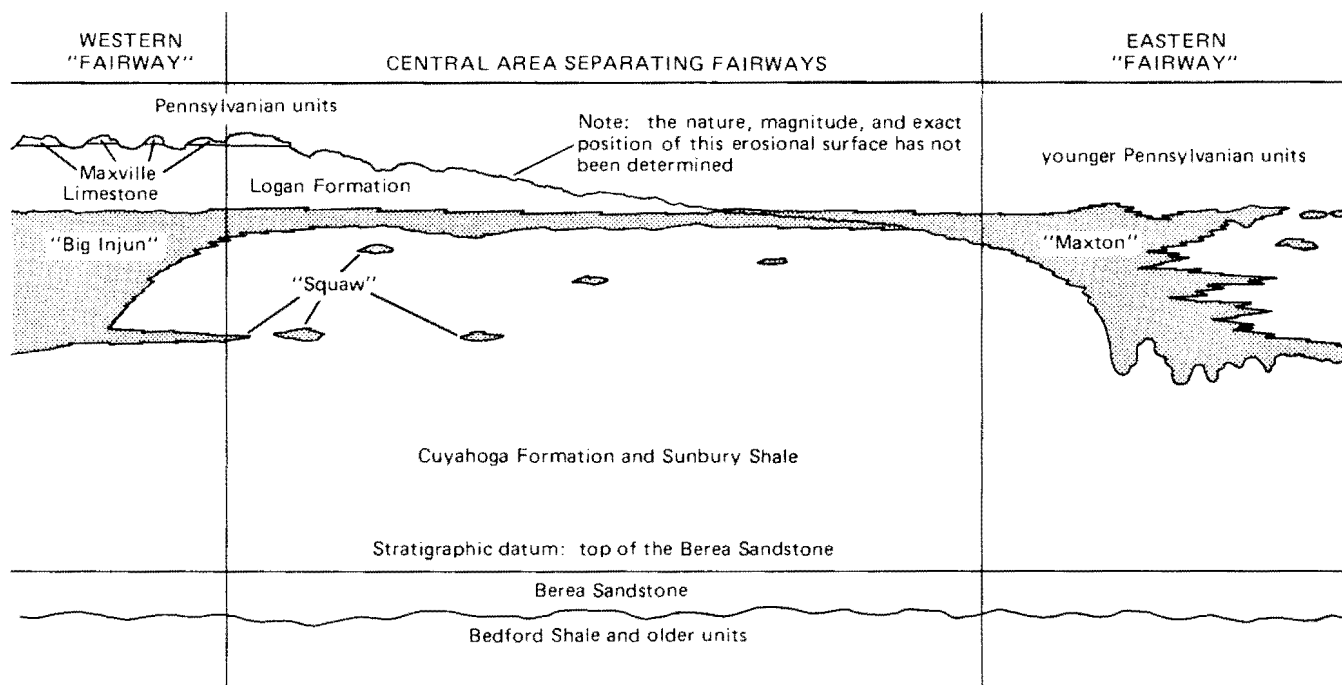 WESTERN
"FAIRWAY"
CENTRAL AREA SEPARATING FAIRWAYS
EASTERN
"FAIRWAY"
Pennsylvanian units
Note: the nature, magnitude, and exact
position of this erosional surface has not
been determined
younger Pennsylvanian units
Maxville
Limestone
Logan Formation
"Big Injun"
"Maxton"
"Squaw"
Cuyahoga Formation and Sunbury Shale
Stratigraphic datum: top of the Berea Sandstone
Berea Sandstone
Bedford Shale and older units